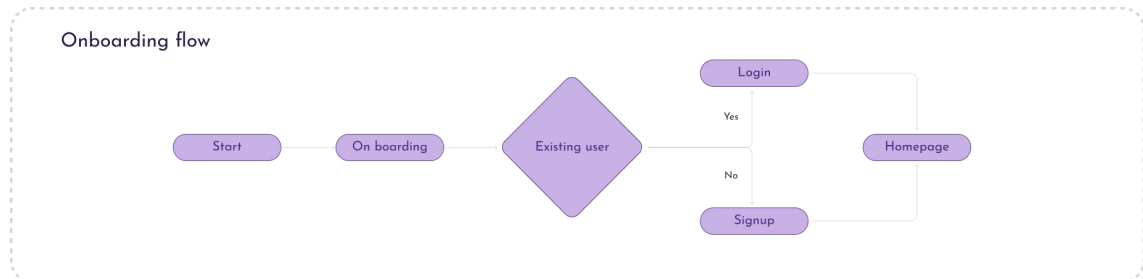 Onboarding flow
Start
On boarding
Existing user
Yes
No
Login
Signup
Homepage